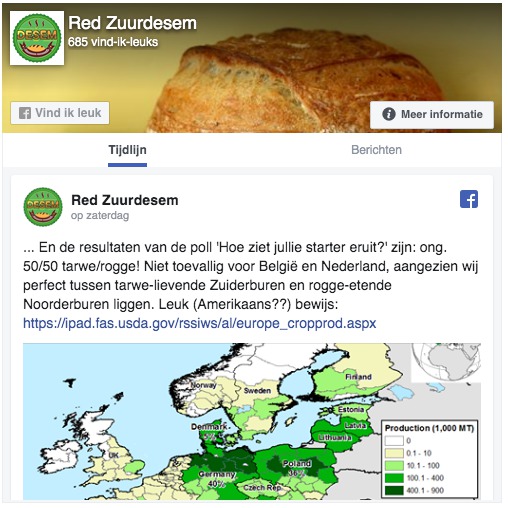 DESEM
Red Zuurdesem
685 vind-ik-leuks
Vind ik leuk
Meer informatie
Tijdlijn
Berichten
DESEM
Red Zuurdesem
op zaterdag
... En de resultaten van de poll 'Hoe ziet jullie starter eruit?' zijn: ong.
50/50 tarwe/rogge! Niet toevallig voor België en Nederland, aangezien wij
perfect tussen tarwe-lievende Zuiderburen en rogge-etende
Noorderburen liggen. Leuk (Amerikaans??) bewijs:
https://ipad.fas.usda.gov/rssiws/al/europe_cropprod.aspx
Norway
Sweden
Finland
Estonia
Latvia
Lithuania
Denmark
5%
UK
Germany
40%
Poland
36%
Czech Rep.
Production (1,000 MT)
0
0.1 - 10
10.1 - 100
100.1 - 400
400.1 - 900